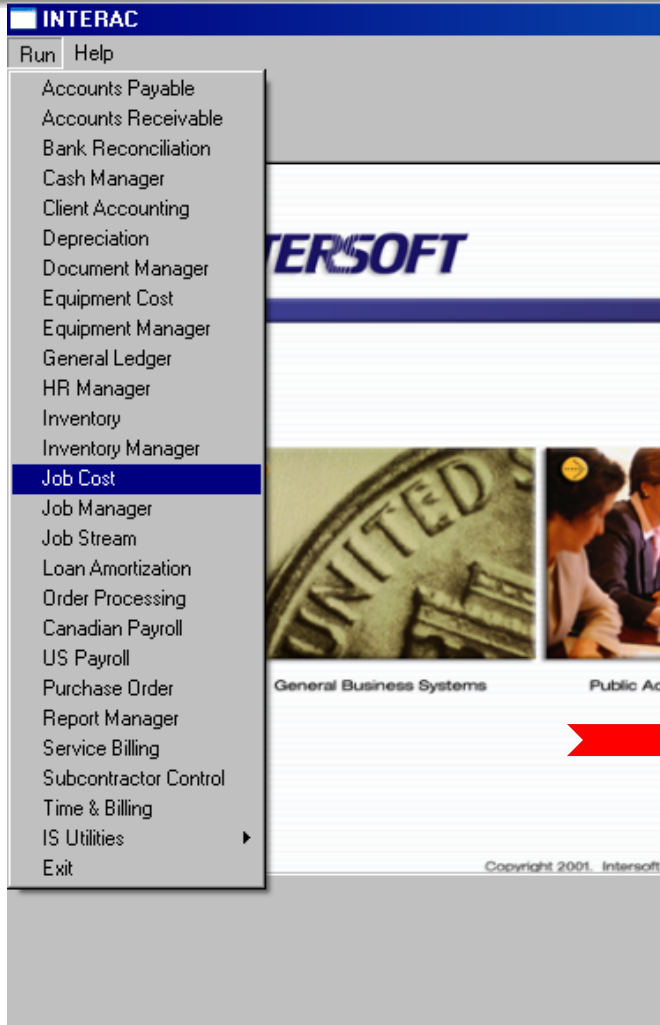 INTERAC
Run Help
Accounts Payable
Accounts Receivable
Bank Reconciliation
Cash Manager
Client Accounting
Depreciation
Document Manager
Equipment Cost
Equipment Manager
General Ledger
HR Manager
Inventory
Inventory Manager
Job Cost
Job Manager
Job Stream
Loan Amortization
Order Processing
Canadian Payroll
US Payroll
Purchase Order
Report Manager
Service Billing
Subcontractor Control
Time & Billing
IS Utilities
Exit
TERSOFT
UNITED S
General Business Systems
Public Ac
Copyright 2001. Intersoft